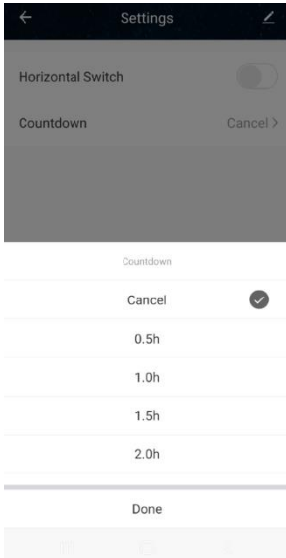 Settings
Horizontal Switch
Countdown Cancel >
Countdown
Cancel
0.5h
1.0h
1.5h
2.0h
Done